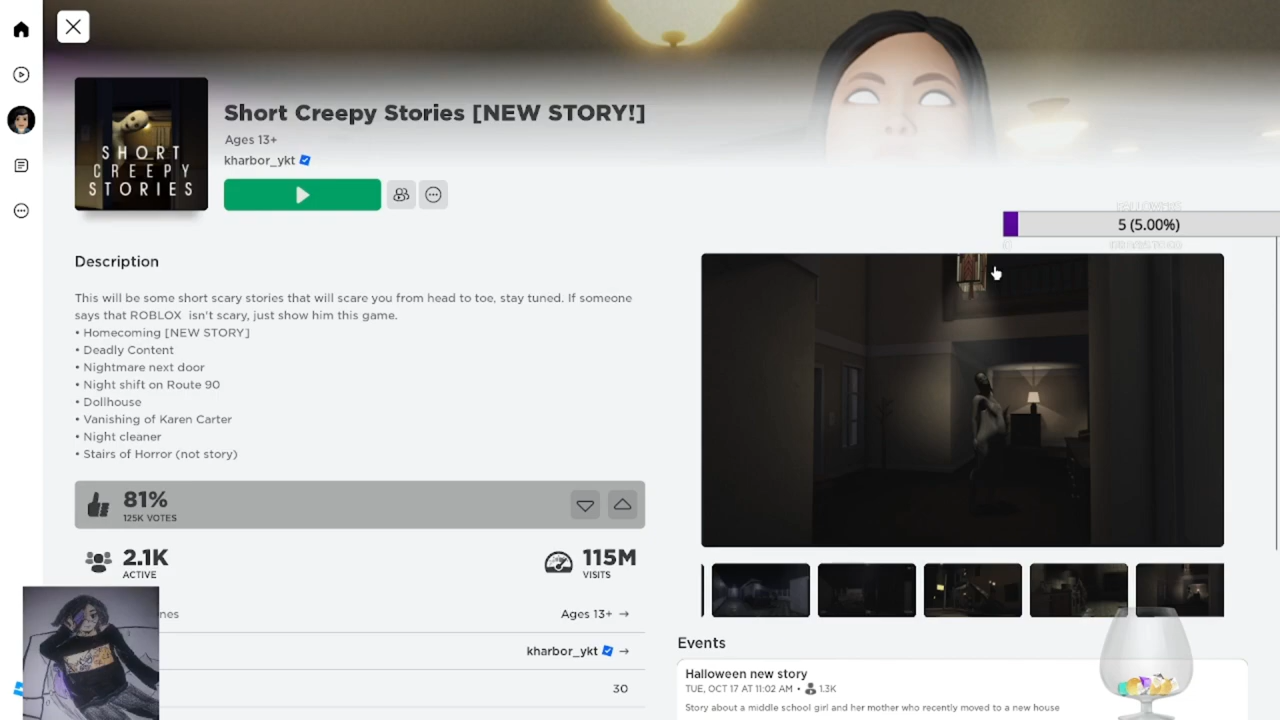 SHORT
CREEPY
STORIES
Short Creepy Stories [NEW STORY!]
Ages 13+
kharbor_ykt
5 (5.00%)
Description
This will be some short scary stories that will scare you from head to toe, stay tuned. If someone
says that ROBLOX isn't scary, just show him this game.
• Homecoming [NEW STORY]
• Deadly Content
• Nightmare next door
• Night shift on Route 90
• Dollhouse
• Vanishing of Karen Carter
• Night cleaner
• Stairs of Horror (not story)
81%
125K VOTES
2.1K
ACTIVE
115M
VISITS
Ages 13+ →
kharbor_ykt →
30
Events
Halloween new story
TUE, OCT 17 AT 11:02 AM • 1.3K
Story about a middle school girl and her mother who recently moved to a new house